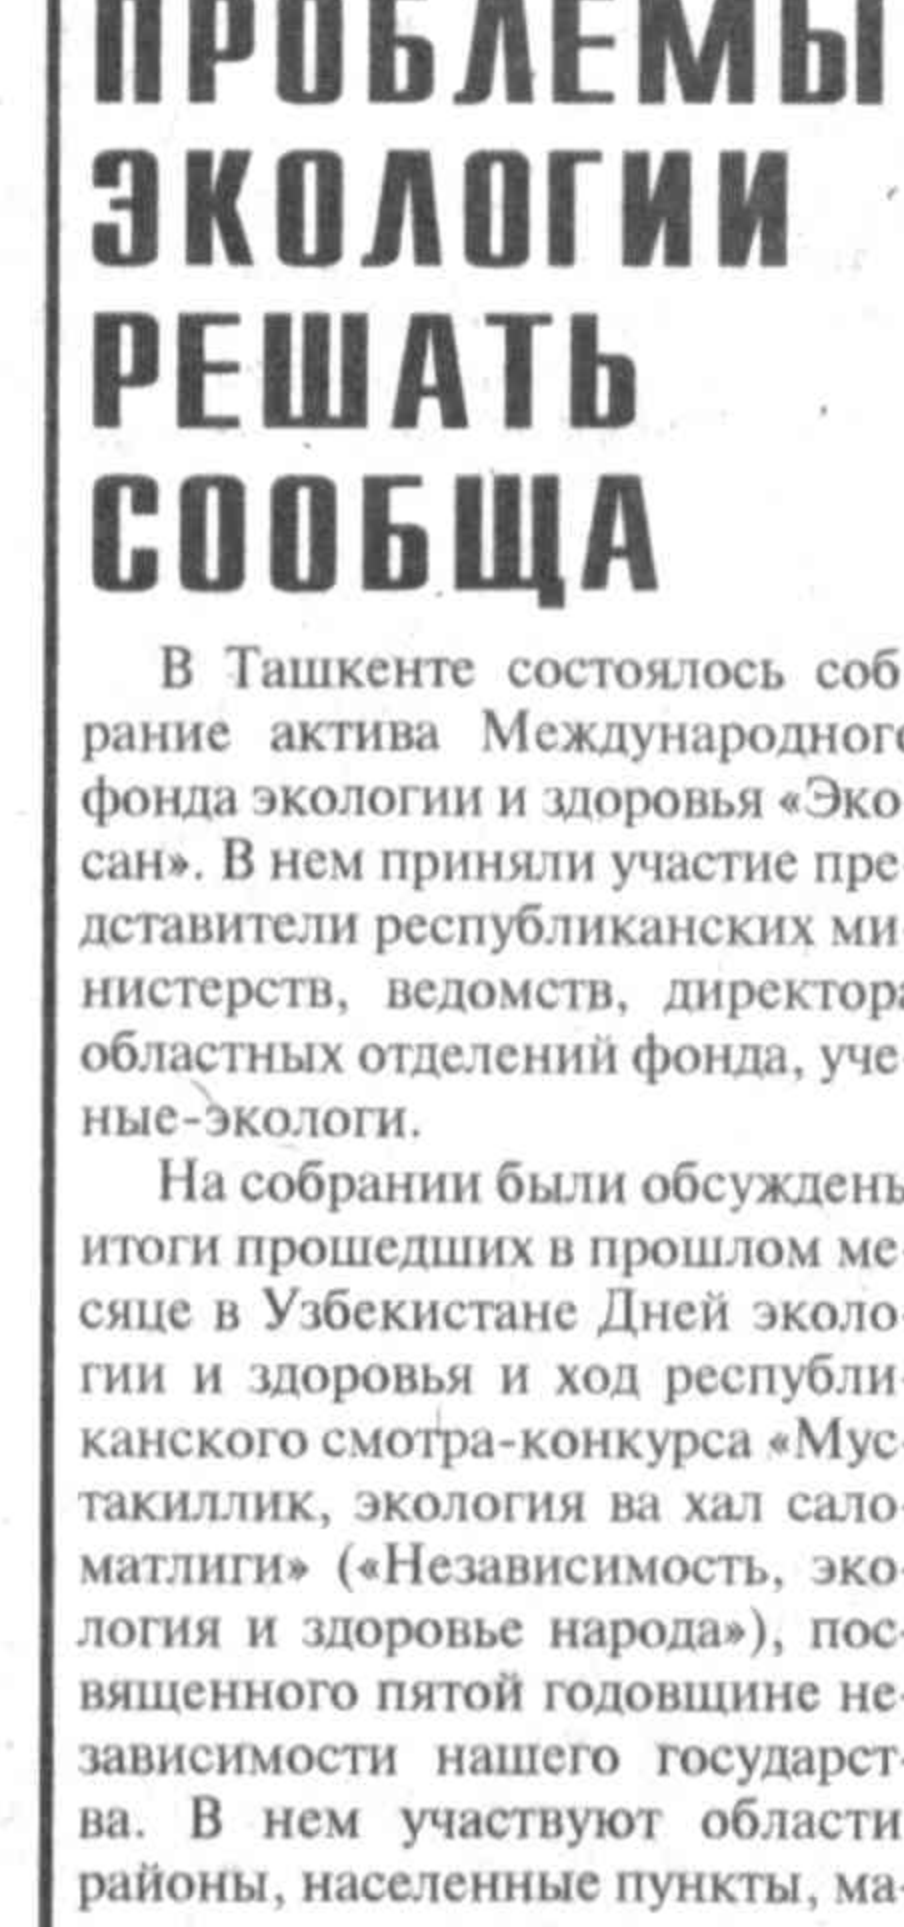 ПРОБЛЕМЫ
ЭКОЛОГИИ
РЕШАТЬ
СООБЩА
В Ташкенте состоялось соб
рание актива Международного
фонда экологии и здоровья «Эко
сан». В нем приняли участие пре-
дставители республиканских ми-
нистерств, ведомств, директора
областных отделений фонда, уче-
ные-экологи.
На собрании были обсуждены
итоги прошедших в прошлом ме-
сяце в Узбекистане Дней эколо-
гии и здоровья и ход республи-
канского смотра-конкурса «Мус-
такиллик, экология ва хал сало-
матлиги» («Независимость, эко-
логия и здоровье народа»), пос-
вященного пятой годовщине не-
зависимости нашего государст-
ва. В нем участвуют области
районы, населенные пункты, ма-